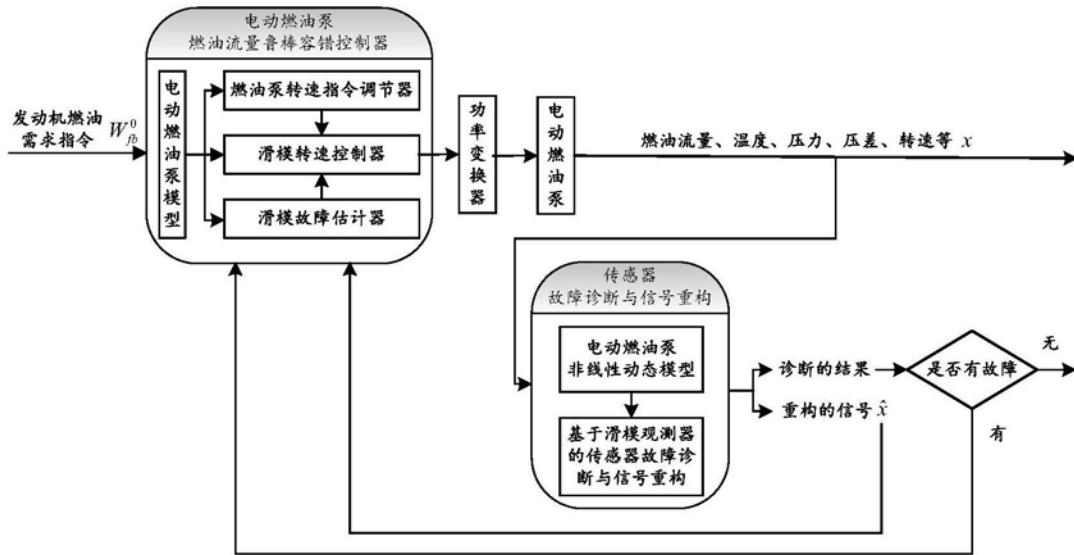 电动燃油泵
燃油流量鲁棒容错控制器
发动机燃油
需求指令 $W_{fb}^{0}$
电动燃油泵模型
燃油泵转速指令调节器
滑模转速控制器
滑模故障估计器
功率变换器
电动燃油泵
燃油流量、温度、压力、压差、转速等 x
传感器
故障诊断与信号重构
电动燃油泵
非线性动态模型
基于滑模观测器
的传感器故障诊
断与信号重构
诊断的结果
重构的信号 $\hat{x}$
是否有故障
无
有